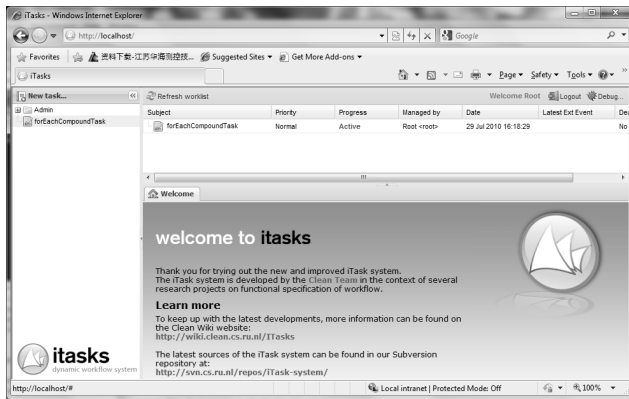 iTasks - Windows Internet Explorer
http://localhost/
Google
Favorites 资料下载-江苏华海测控技... Suggested Sites Get More Add-ons
iTasks
Page Safety Tools
New task...
Refresh worklist
Welcome Root Logout Debug...
Admin
forEachCompoundTask
Subject Priority Progress Managed by Date Latest Ext Event Dea
forEachCompoundTask Normal Active Root <root> 29 Jul 2010 16:18:29 No
Welcome
welcome to itasks
Thank you for trying out the new and improved iTask system.
The iTask system is developed by the Clean Team in the context of several
research projects on functional specification of workflow.
Learn more
To keep up with the latest developments, more information can be found on
the Clean Wiki website:
http://wiki.clean.cs.ru.nl/ITasks
The latest sources of the iTask system can be found in our Subversion
repository at:
http://svn.cs.ru.nl/repos/iTask-system/
itasks
dynamic workflow system
http://localhost/#
Local intranet | Protected Mode: Off
100%